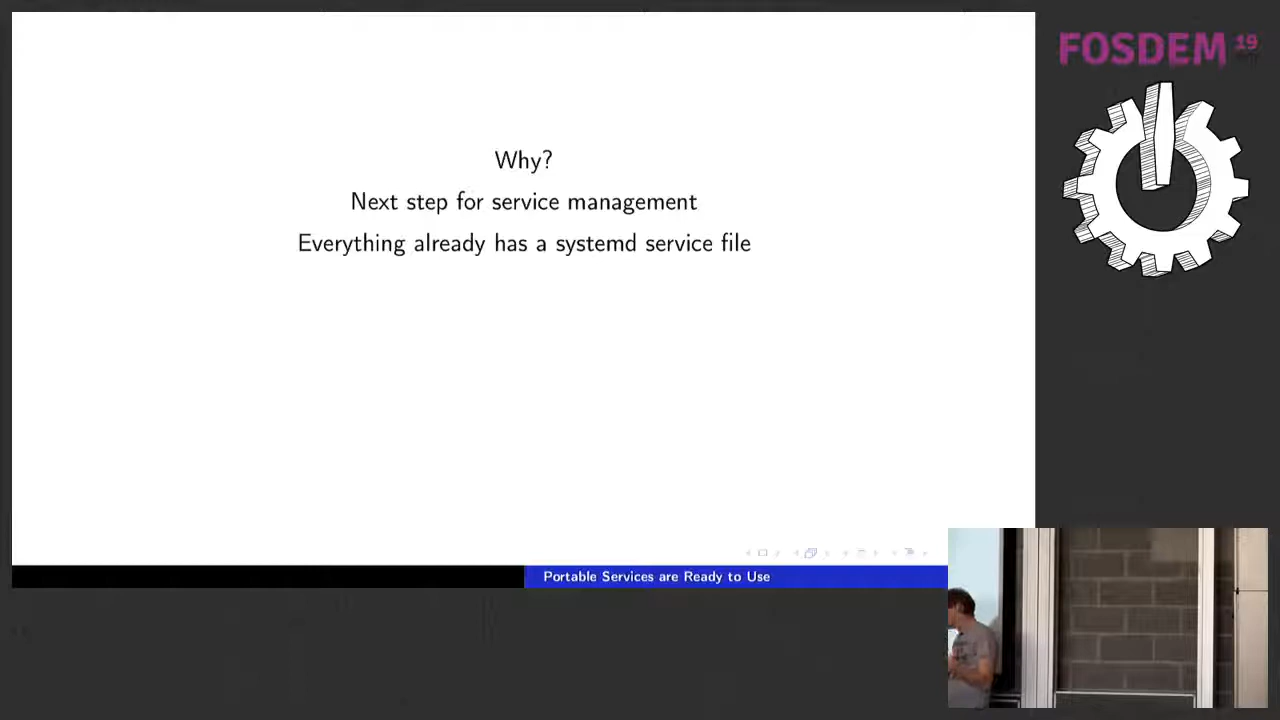 FOSDEM 19
Why?
Next step for service management
Everything already has a systemd service file
Portable Services are Ready to Use